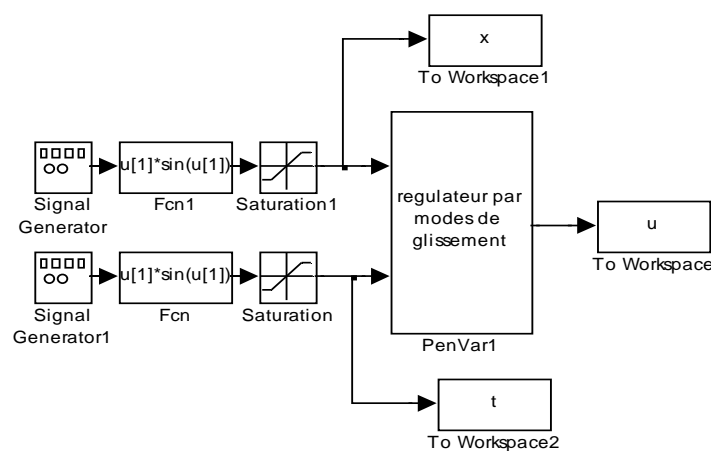 x
To Workspace1
u[1]*sin(u[1])
Signal
Generator
Fcn1
Saturation1
regulateur par
modes de
glissement
u
To Workspace
u[1]*sin(u[1])
Signal
Generator1
Fcn
Saturation
PenVar1
t
To Workspace2